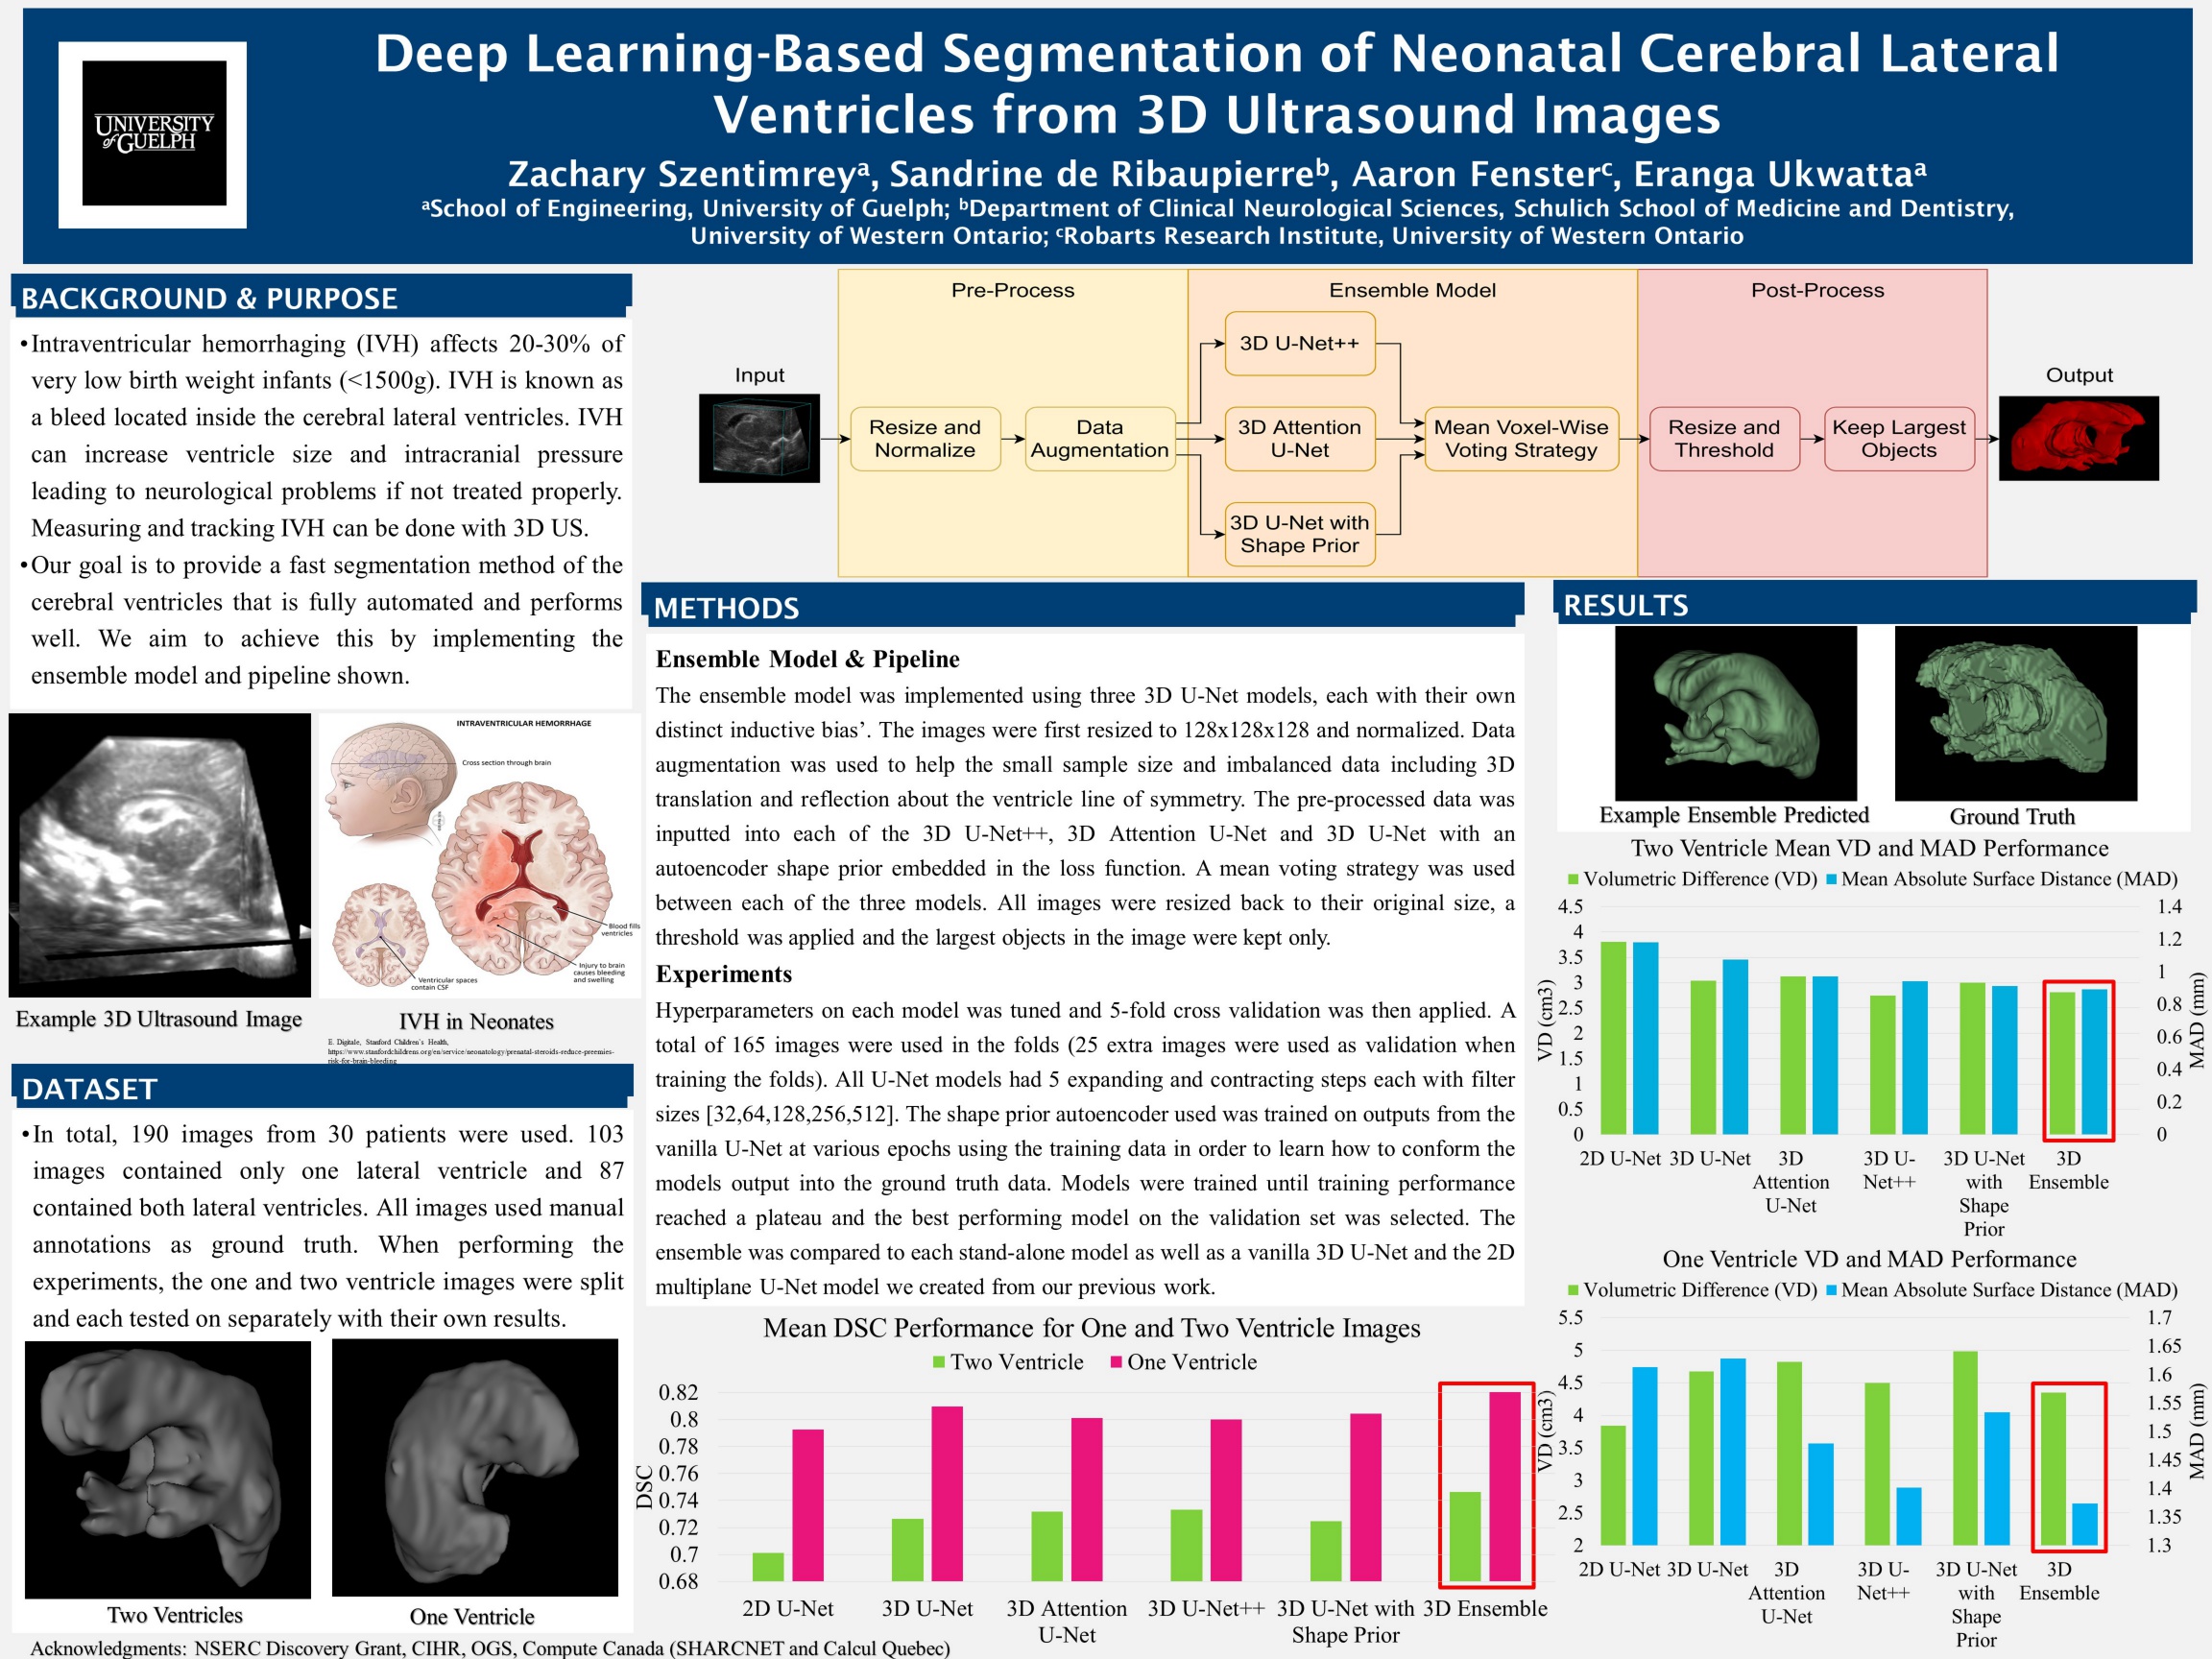 UNIVERSITY
of GUELPH
Deep Learning-Based Segmentation of Neonatal Cerebral Lateral
Ventricles from 3D Ultrasound Images
Zachary Szentimreyᵃ, Sandrine de Ribaupierreᵇ, Aaron Fensterᶜ, Eranga Ukwattaᵃ
ᵃSchool of Engineering, University of Guelph; ᵇDepartment of Clinical Neurological Sciences, Schulich School of Medicine and Dentistry,
University of Western Ontario; ᶜRobarts Research Institute, University of Western Ontario
BACKGROUND & PURPOSE
•Intraventricular hemorrhaging (IVH) affects 20-30% of
very low birth weight infants (<1500g). IVH is known as
a bleed located inside the cerebral lateral ventricles. IVH
can increase ventricle size and intracranial pressure
leading to neurological problems if not treated properly.
Measuring and tracking IVH can be done with 3D US.
•Our goal is to provide a fast segmentation method of the
cerebral ventricles that is fully automated and performs
well. We aim to achieve this by implementing the
ensemble model and pipeline shown.
Example 3D Ultrasound Image
INTRAVENTRICULAR HEMORRHAGE
Cross section through brain
Blood fills
ventricles
Injury to brain
causes bleeding
and swelling
Ventricular spaces
contain CSF
IVH in Neonates
E. Digitale, Stanford Children's Health,
https://www.stanfordchildrens.org/en/service/neonatology/prenatal-steroids-reduce-premies-
risk-for-brain-bleeding
DATASET
•In total, 190 images from 30 patients were used. 103
images contained only one lateral ventricle and 87
contained both lateral ventricles. All images used manual
annotations as ground truth. When performing the
experiments, the one and two ventricle images were split
and each tested on separately with their own results.
Two Ventricles
One Ventricle
Acknowledgments: NSERC Discovery Grant, CIHR, OGS, Compute Canada (SHARCNET and Calcul Quebec)
Input
Pre-Process
Resize and
Normalize
Data
Augmentation
Ensemble Model
3D U-Net++
3D Attention
U-Net
3D U-Net with
Shape Prior
Mean Voxel-Wise
Voting Strategy
Post-Process
Resize and
Threshold
Keep Largest
Objects
Output
METHODS
Ensemble Model & Pipeline
The ensemble model was implemented using three 3D U-Net models, each with their own
distinct inductive bias’. The images were first resized to 128x128x128 and normalized. Data
augmentation was used to help the small sample size and imbalanced data including 3D
translation and reflection about the ventricle line of symmetry. The pre-processed data was
inputted into each of the 3D U-Net++, 3D Attention U-Net and 3D U-Net with an
autoencoder shape prior embedded in the loss function. A mean voting strategy was used
between each of the three models. All images were resized back to their original size, a
threshold was applied and the largest objects in the image were kept only.
Experiments
Hyperparameters on each model was tuned and 5-fold cross validation was then applied. A
total of 165 images were used in the folds (25 extra images were used as validation when
training the folds). All U-Net models had 5 expanding and contracting steps each with filter
sizes [32,64,128,256,512]. The shape prior autoencoder used was trained on outputs from the
vanilla U-Net at various epochs using the training data in order to learn how to conform the
models output into the ground truth data. Models were trained until training performance
reached a plateau and the best performing model on the validation set was selected. The
ensemble was compared to each stand-alone model as well as a vanilla 3D U-Net and the 2D
multiplane U-Net model we created from our previous work.
Mean DSC Performance for One and Two Ventricle Images
Two Ventricle One Ventricle
DSC
0.82
0.8
0.78
0.76
0.74
0.72
0.7
0.68
2D U-Net 3D U-Net 3D Attention 3D U-Net++ 3D U-Net with 3D Ensemble
U-Net Shape Prior
RESULTS
Example Ensemble Predicted
Ground Truth
Two Ventricle Mean VD and MAD Performance
Volumetric Difference (VD) Mean Absolute Surface Distance (MAD)
VD (cm3)
4.5
4
3.5
3
2.5
2
1.5
1
0.5
0
1.4
1.2
1
0.8
0.6
0.4
0.2
0
MAD (mm)
2D U-Net 3D U-Net 3D 3D U- 3D U-Net 3D
Attention Net++ with Ensemble
U-Net Shape
Prior
One Ventricle VD and MAD Performance
Volumetric Difference (VD) Mean Absolute Surface Distance (MAD)
VD (cm3)
5.5
5
4.5
4
3.5
3
2.5
2
1.7
1.65
1.6
1.55
1.5
1.45
1.4
1.35
1.3
MAD (mm)
2D U-Net 3D U-Net 3D 3D U- 3D U-Net 3D
Attention Net++ with Ensemble
U-Net Shape
Prior